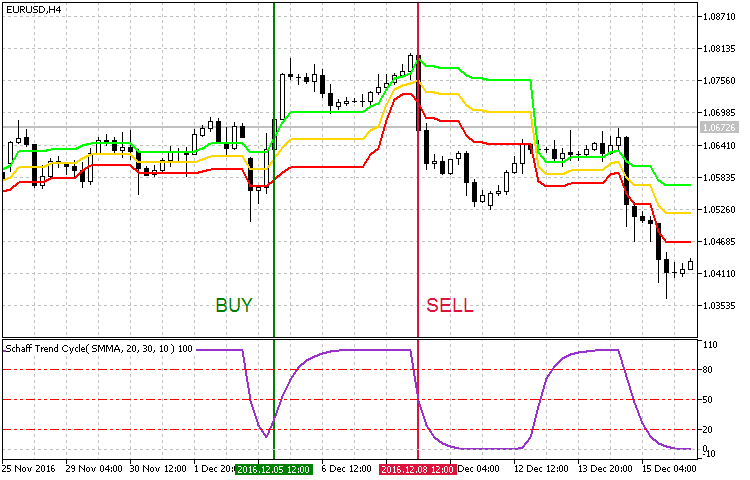 EURUSD,H4
1.08710
1.08135
1.07560
1.06985
1.06726
1.06410
1.05835
1.05260
1.04685
1.04110
1.03535
BUY
SELL
Schaff Trend Cycle( SMMA, 20, 30, 10 ) 100
110
80
50
20
0
-10
25 Nov 2016
29 Nov 04:00
30 Nov 12:00
1 Dec 20:
2016.12.05 12:00
6 Dec 12:00
2016.12.08 12:00
Dec 04:00
12 Dec 12:00
13 Dec 20:00
15 Dec 04:00